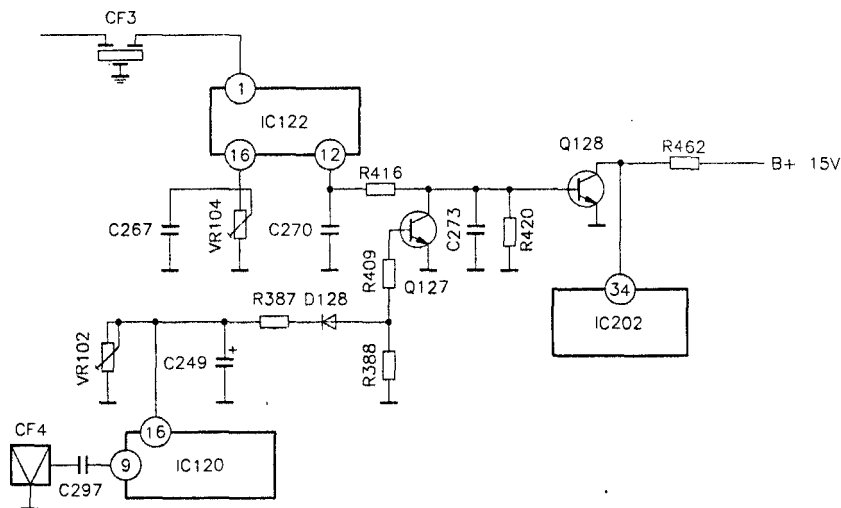 CF3
1
IC122
16
12
Q128
R462
B+ 15V
R416
C267
VR104
C270
C273
R420
R409
Q127
34
IC202
R387
D128
VR102
C249
+
R388
CF4
16
9
IC120
C297